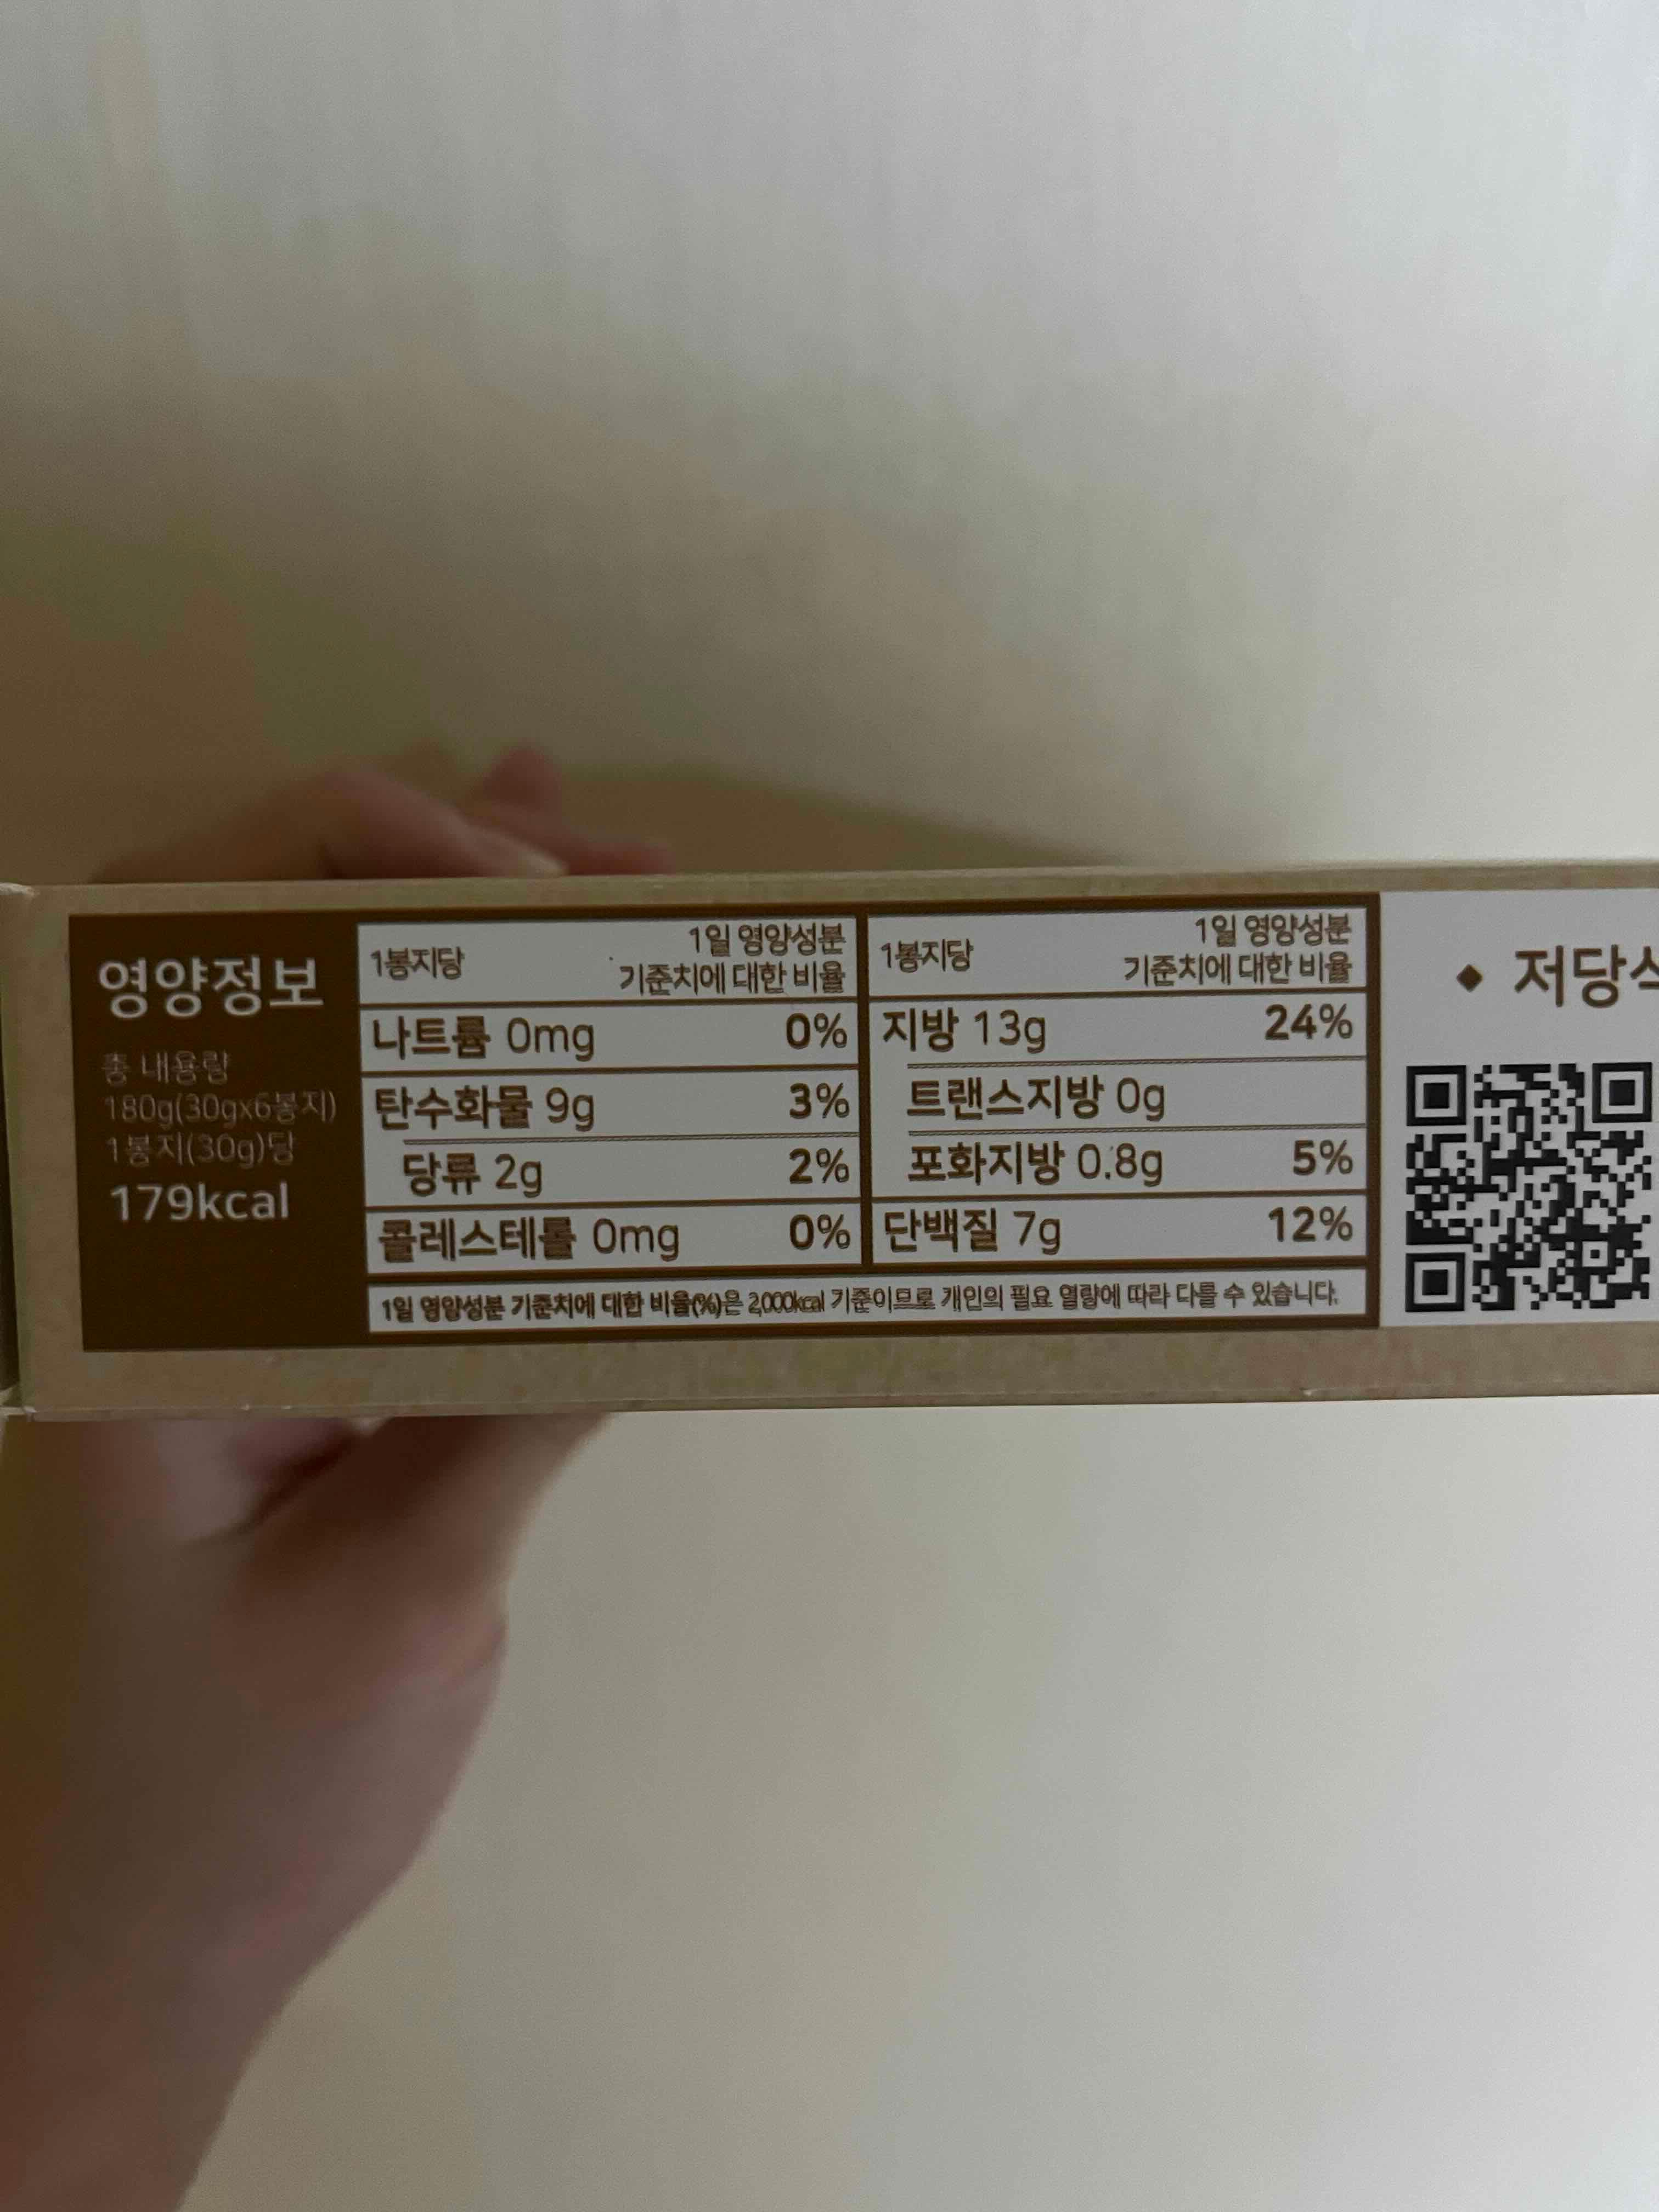 영양정보
총 내용량
180g(30gx6봉지)
1봉지(30g)당
179kcal
1봉지당 1일 영양성분
기준치에 대한 비율
나트륨 0mg 0%
탄수화물 9g 3%
당류 2g 2%
콜레스테롤 0mg 0%
1봉지당 1일 영양성분
기준치에 대한 비율
지방 13g 24%
트랜스지방 0g
포화지방 0.8g 5%
단백질 7g 12%
1일 영양성분 기준치에 대한 비율(%)은 2,000kcal 기준이므로 개인의 필요 열량에 따라 다를 수 있습니다.
◆ 저당